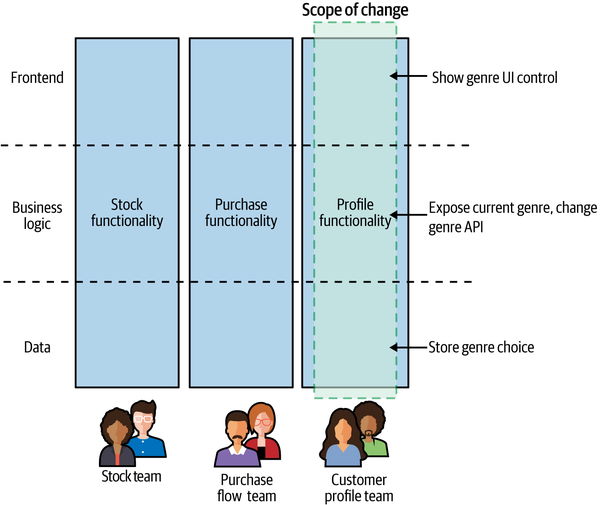 Scope of change
Frontend
Show genre UI control
Business
logic
Stock
functionality
Purchase
functionality
Profile
functionality
Expose current genre, change
genre API
Data
Store genre choice
Stock team
Purchase
flow team
Customer
profile team